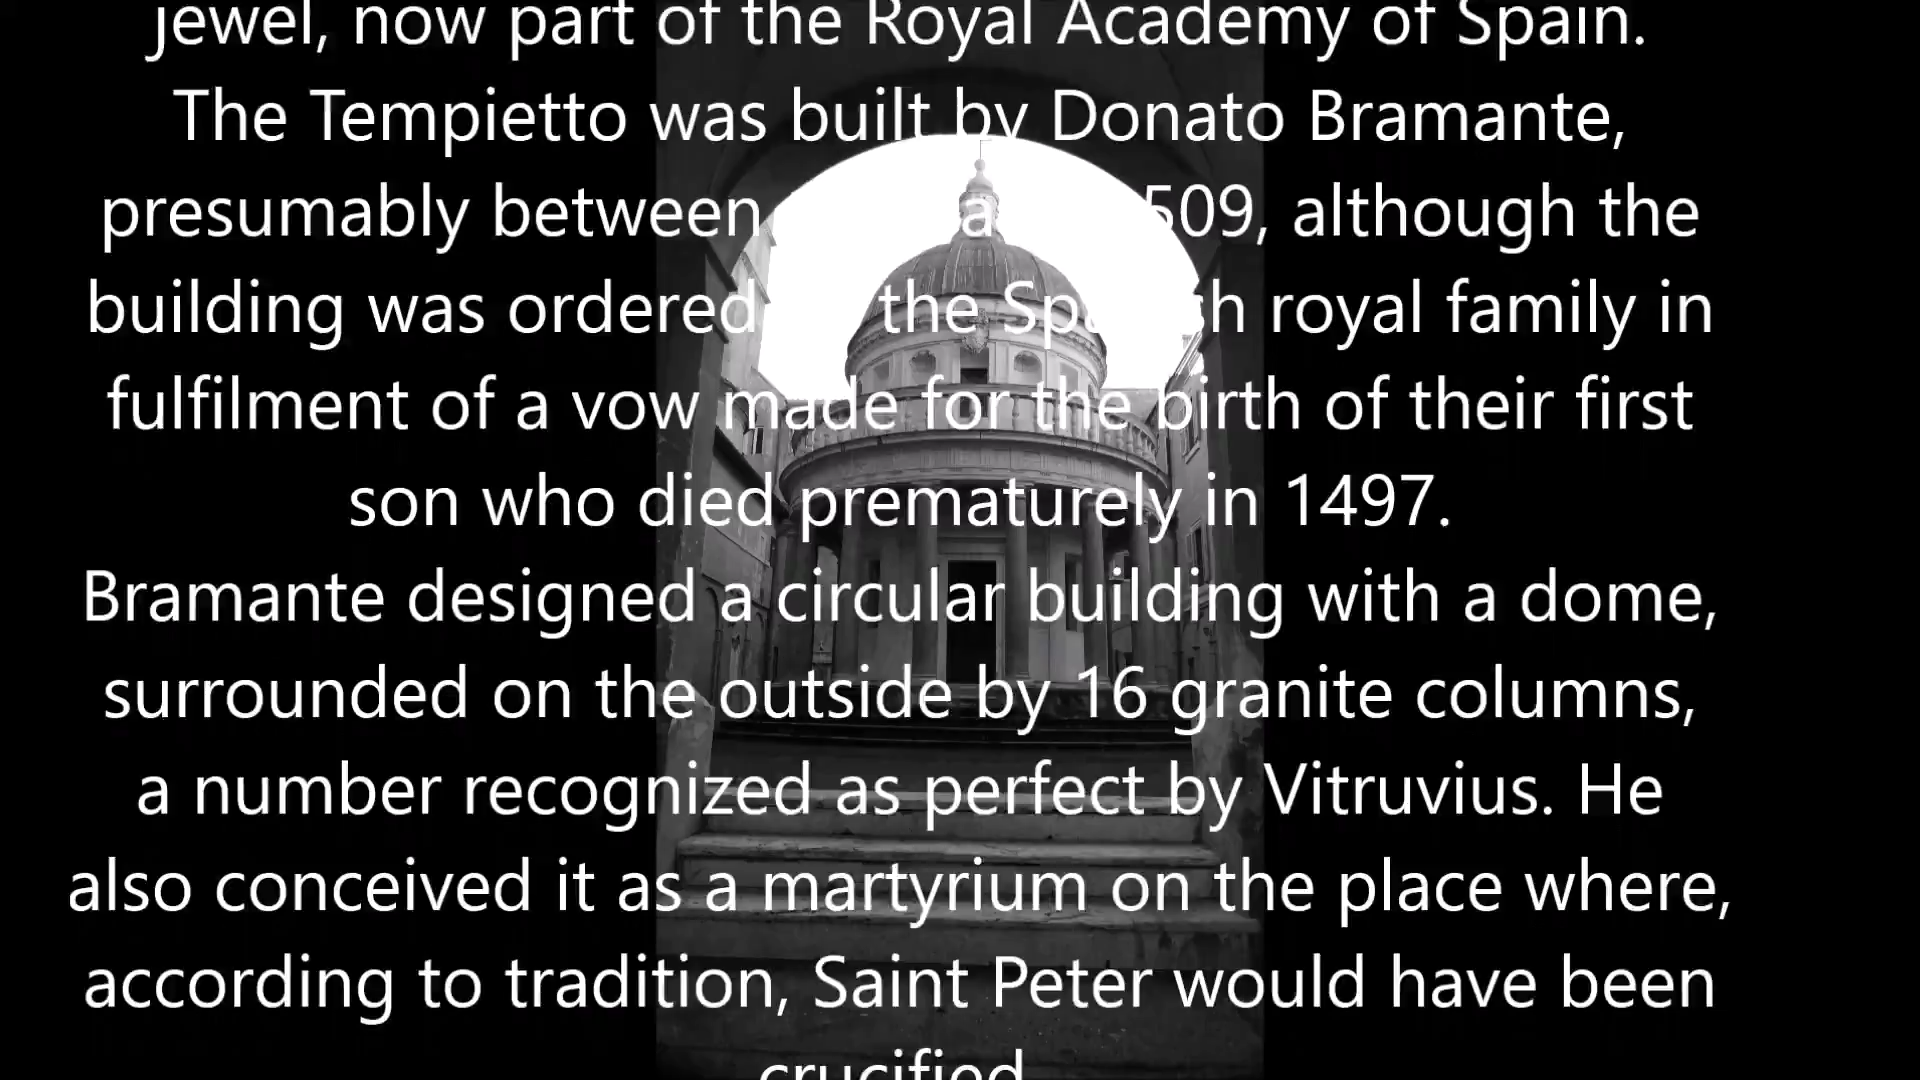 jewel, now part of the Royal Academy of Spain.
The Tempietto was built by Donato Bramante,
presumably between a 509, although the
building was ordered the Sp sh royal family in
fulfilment of a vow made for the birth of their first
son who died prematurely in 1497.
Bramante designed a circular building with a dome,
surrounded on the outside by 16 granite columns,
a number recognized as perfect by Vitruvius. He
also conceived it as a martyrium on the place where,
according to tradition, Saint Peter would have been
crucified